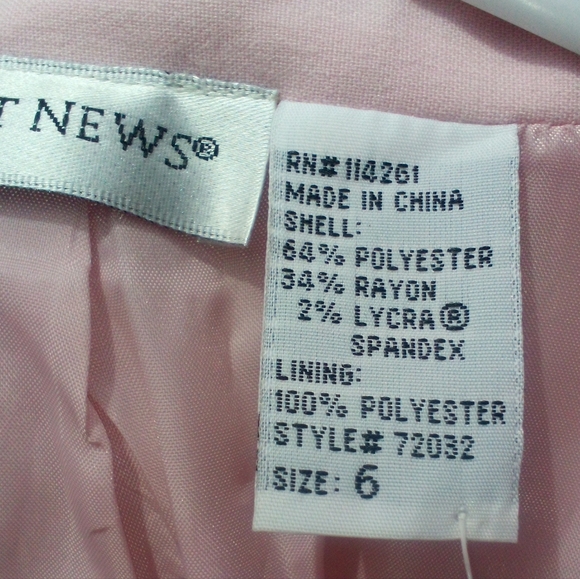 T NEWS®
RN# 114261
MADE IN CHINA
SHELL:
64% POLYESTER
34% RAYON
2% LYCRA®
SPANDEX
LINING:
100% POLYESTER
STYLE# 72032
SIZE: 6